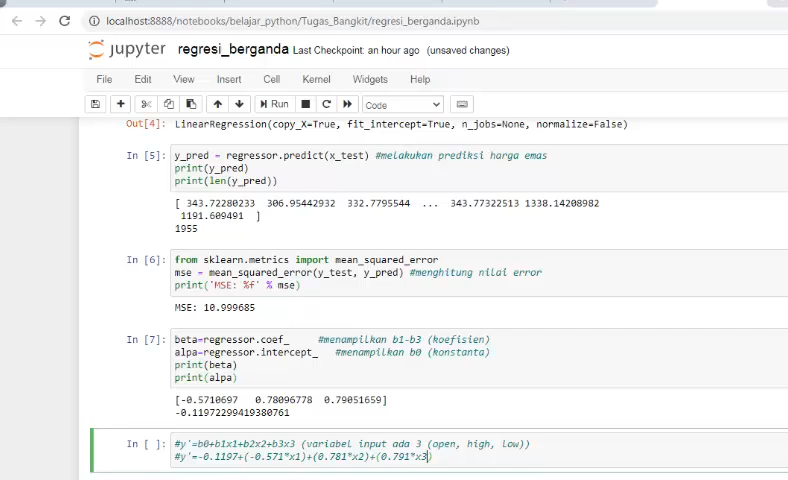 localhost:8888/notebooks/belajar_python/Tugas_Bangkit/regresi_berganda.ipynb
jupyter regresi_berganda Last Checkpoint: an hour ago (unsaved changes)
File Edit View Insert Cell Kernel Widgets Help
Run Code
Out[4]: LinearRegression(copy_X=True, fit_intercept=True, n_jobs=None, normalize=False)
In [5]: y_pred = regressor.predict(x_test) #melakukan prediksi harga emas
print(y_pred)
print(len(y_pred))
[ 343.72280233 306.95442932 332.7795544 ... 343.77322513 1338.14208982
1191.609491 ]
1955
In [6]: from sklearn.metrics import mean_squared_error
mse = mean_squared_error(y_test, y_pred) #menghitung nilai error
print('MSE: %f' % mse)
MSE: 10.999685
In [7]: beta=regressor.coef_ #menampilkan b1-b3 (koefisien)
alpa=regressor.intercept_ #menampilkan b0 (konstanta)
print(beta)
print(alpa)
[-0.5710697 0.78096778 0.79051659]
-0.11972299419380761
In [ ]: #y'=b0+b1x1+b2x2+b3x3 (variabel input ada 3 (open, high, low))
#y'=-0.1197+(-0.571*x1)+(0.781*x2)+(0.791*x3)